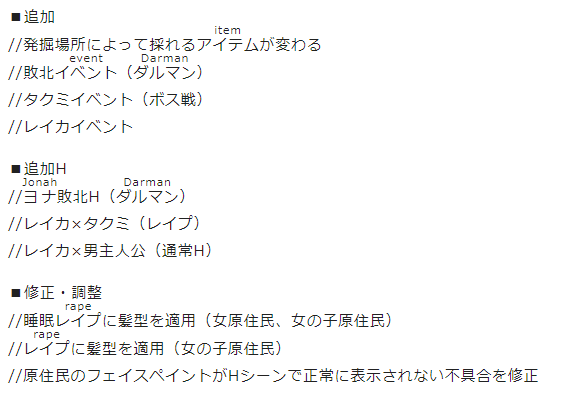 ■追加
item
//発掘場所によって採れるアイテムが変わる
event Darman
//敗北イベント（ダルマン）
//タクミイベント（ボス戦）
//レイカイベント
■追加H
Jonah Darman
//ヨナ敗北H（ダルマン）
//レイカ×タクミ（レイプ）
//レイカ×男主人公（通常H）
■修正・調整
rape
//睡眠レイプに髪型を適用（女原住民、女の子原住民）
rape
//レイプに髪型を適用（女の子原住民）
//原住民のフェイスペイントがHシーンで正常に表示されない不具合を修正